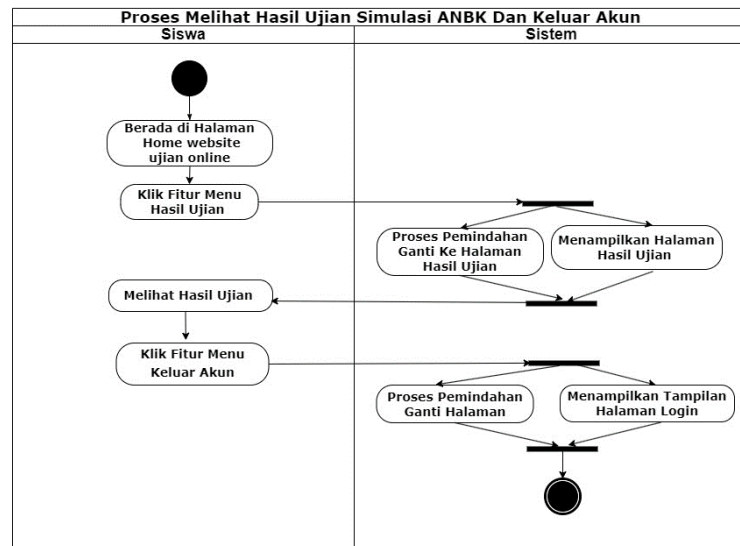 Proses Melihat Hasil Ujian Simulasi ANBK Dan Keluar Akun
Siswa
Sistem
Berada di Halaman
Home website
ujian online
Klik Fitur Menu
Hasil Ujian
Proses Pemindahan
Ganti Ke Halaman
Hasil Ujian
Menampilkan Halaman
Hasil Ujian
Melihat Hasil Ujian
Klik Fitur Menu
Keluar Akun
Proses Pemindahan
Ganti Halaman
Menampilkan Tampilan
Halaman Login